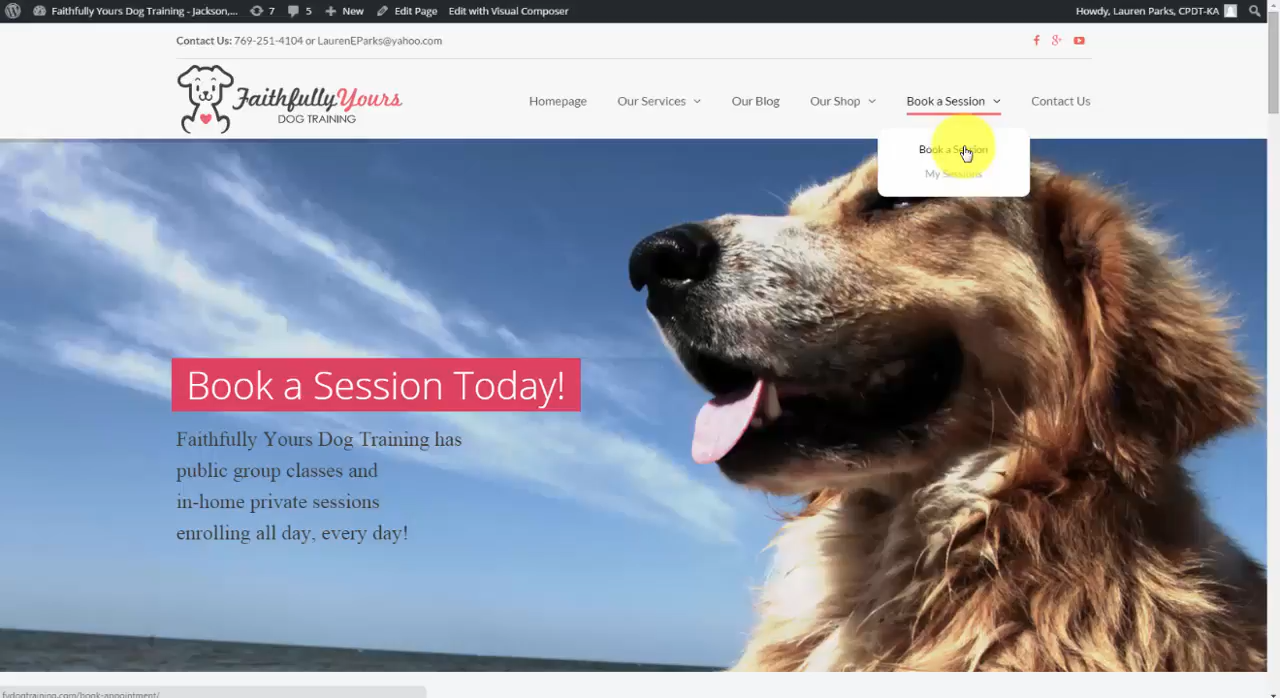 Faithfully Yours Dog Training - Jackson,... 7 5 New Edit Page Edit with Visual Composer Howdy, Lauren Parks, CPDT-KA
Contact Us: 769-251-4104 or LaurenEParks@yahoo.com
FaithfullyYours
DOG TRAINING
Homepage Our Services Our Blog Our Shop Book a Session Contact Us
Book a Session
My Sessions
Book a Session Today!
Faithfully Yours Dog Training has
public group classes and
in-home private sessions
enrolling all day, every day!
fydogtraining.com/book-appointment/